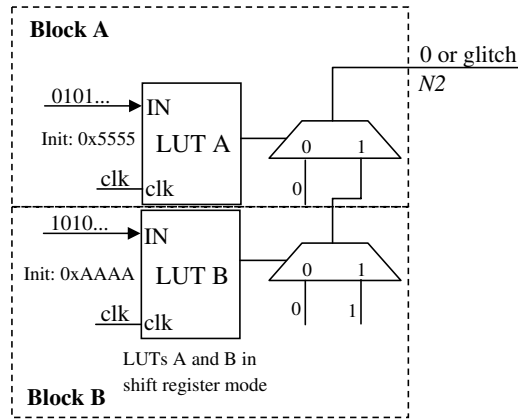 Block A
0 or glitch
N2
0101...
IN
Init: 0x5555
LUT A
0 1
clk
clk
0
1010...
IN
Init: 0xAAAA
LUT B
0 1
clk
clk
0
1
LUTs A and B in
shift register mode
Block B